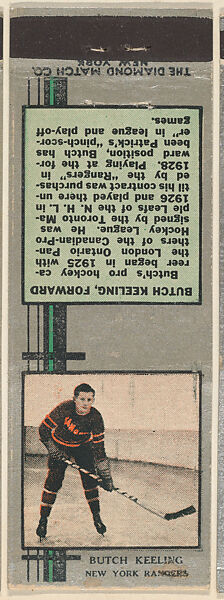 THE DIAMOND MATCH CO.
NEW YORK
BUTCH KEELING, FORWARD
Butch's pro hockey ca-
reer began 1925 with
the London Ontario Pan-
thers of the Canadian-Pro
Hockey League. He was
signed by the Toronto Ma-
ple Leafs of the N. H. L. in
1926 and played there un-
til his contract was purchas-
ed by the "Rangers" in
1928. Playing at the for-
ward position, Butch has
been Patrick's "pinch-scor-
er" in league and play-off
games.
BUTCH KEELING
NEW YORK RANGERS